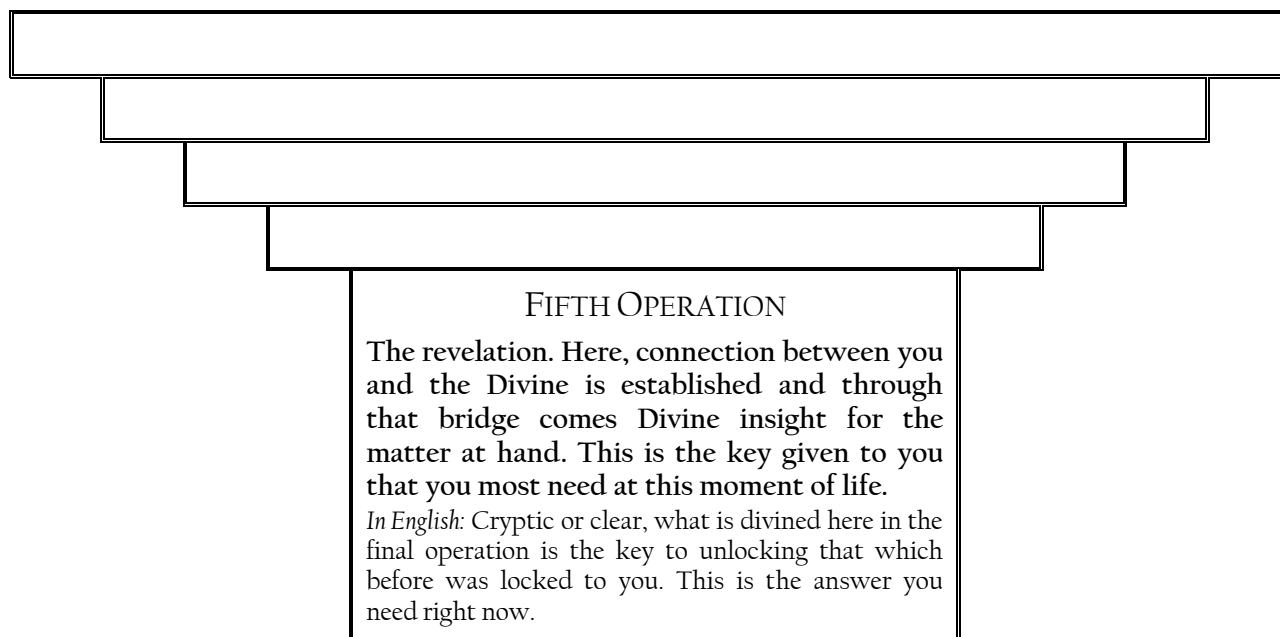 FIFTH OPERATION
The revelation. Here, connection between you
and the Divine is established and through
that bridge comes Divine insight for the
matter at hand. This is the key given to you
that you most need at this moment of life.
In English: Cryptic or clear, what is divined here in the
final operation is the key to unlocking that which
before was locked to you. This is the answer you
need right now.